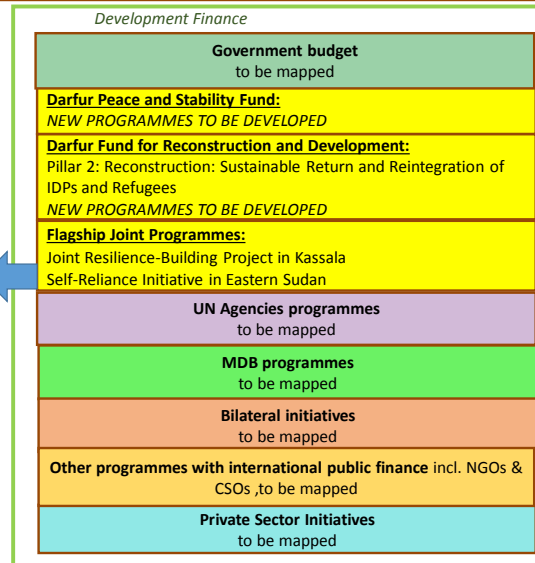 Development Finance
Government budget
to be mapped
Darfur Peace and Stability Fund:
NEW PROGRAMMES TO BE DEVELOPED
Darfur Fund for Reconstruction and Development:
Pillar 2: Reconstruction: Sustainable Return and Reintegration of
IDPs and Refugees
NEW PROGRAMMES TO BE DEVELOPED
Flagship Joint Programmes:
Joint Resilience-Building Project in Kassala
Self-Reliance Initiative in Eastern Sudan
UN Agencies programmes
to be mapped
MDB programmes
to be mapped
Bilateral initiatives
to be mapped
Other programmes with international public finance incl. NGOs &
CSOs ,to be mapped
Private Sector Initiatives
to be mapped